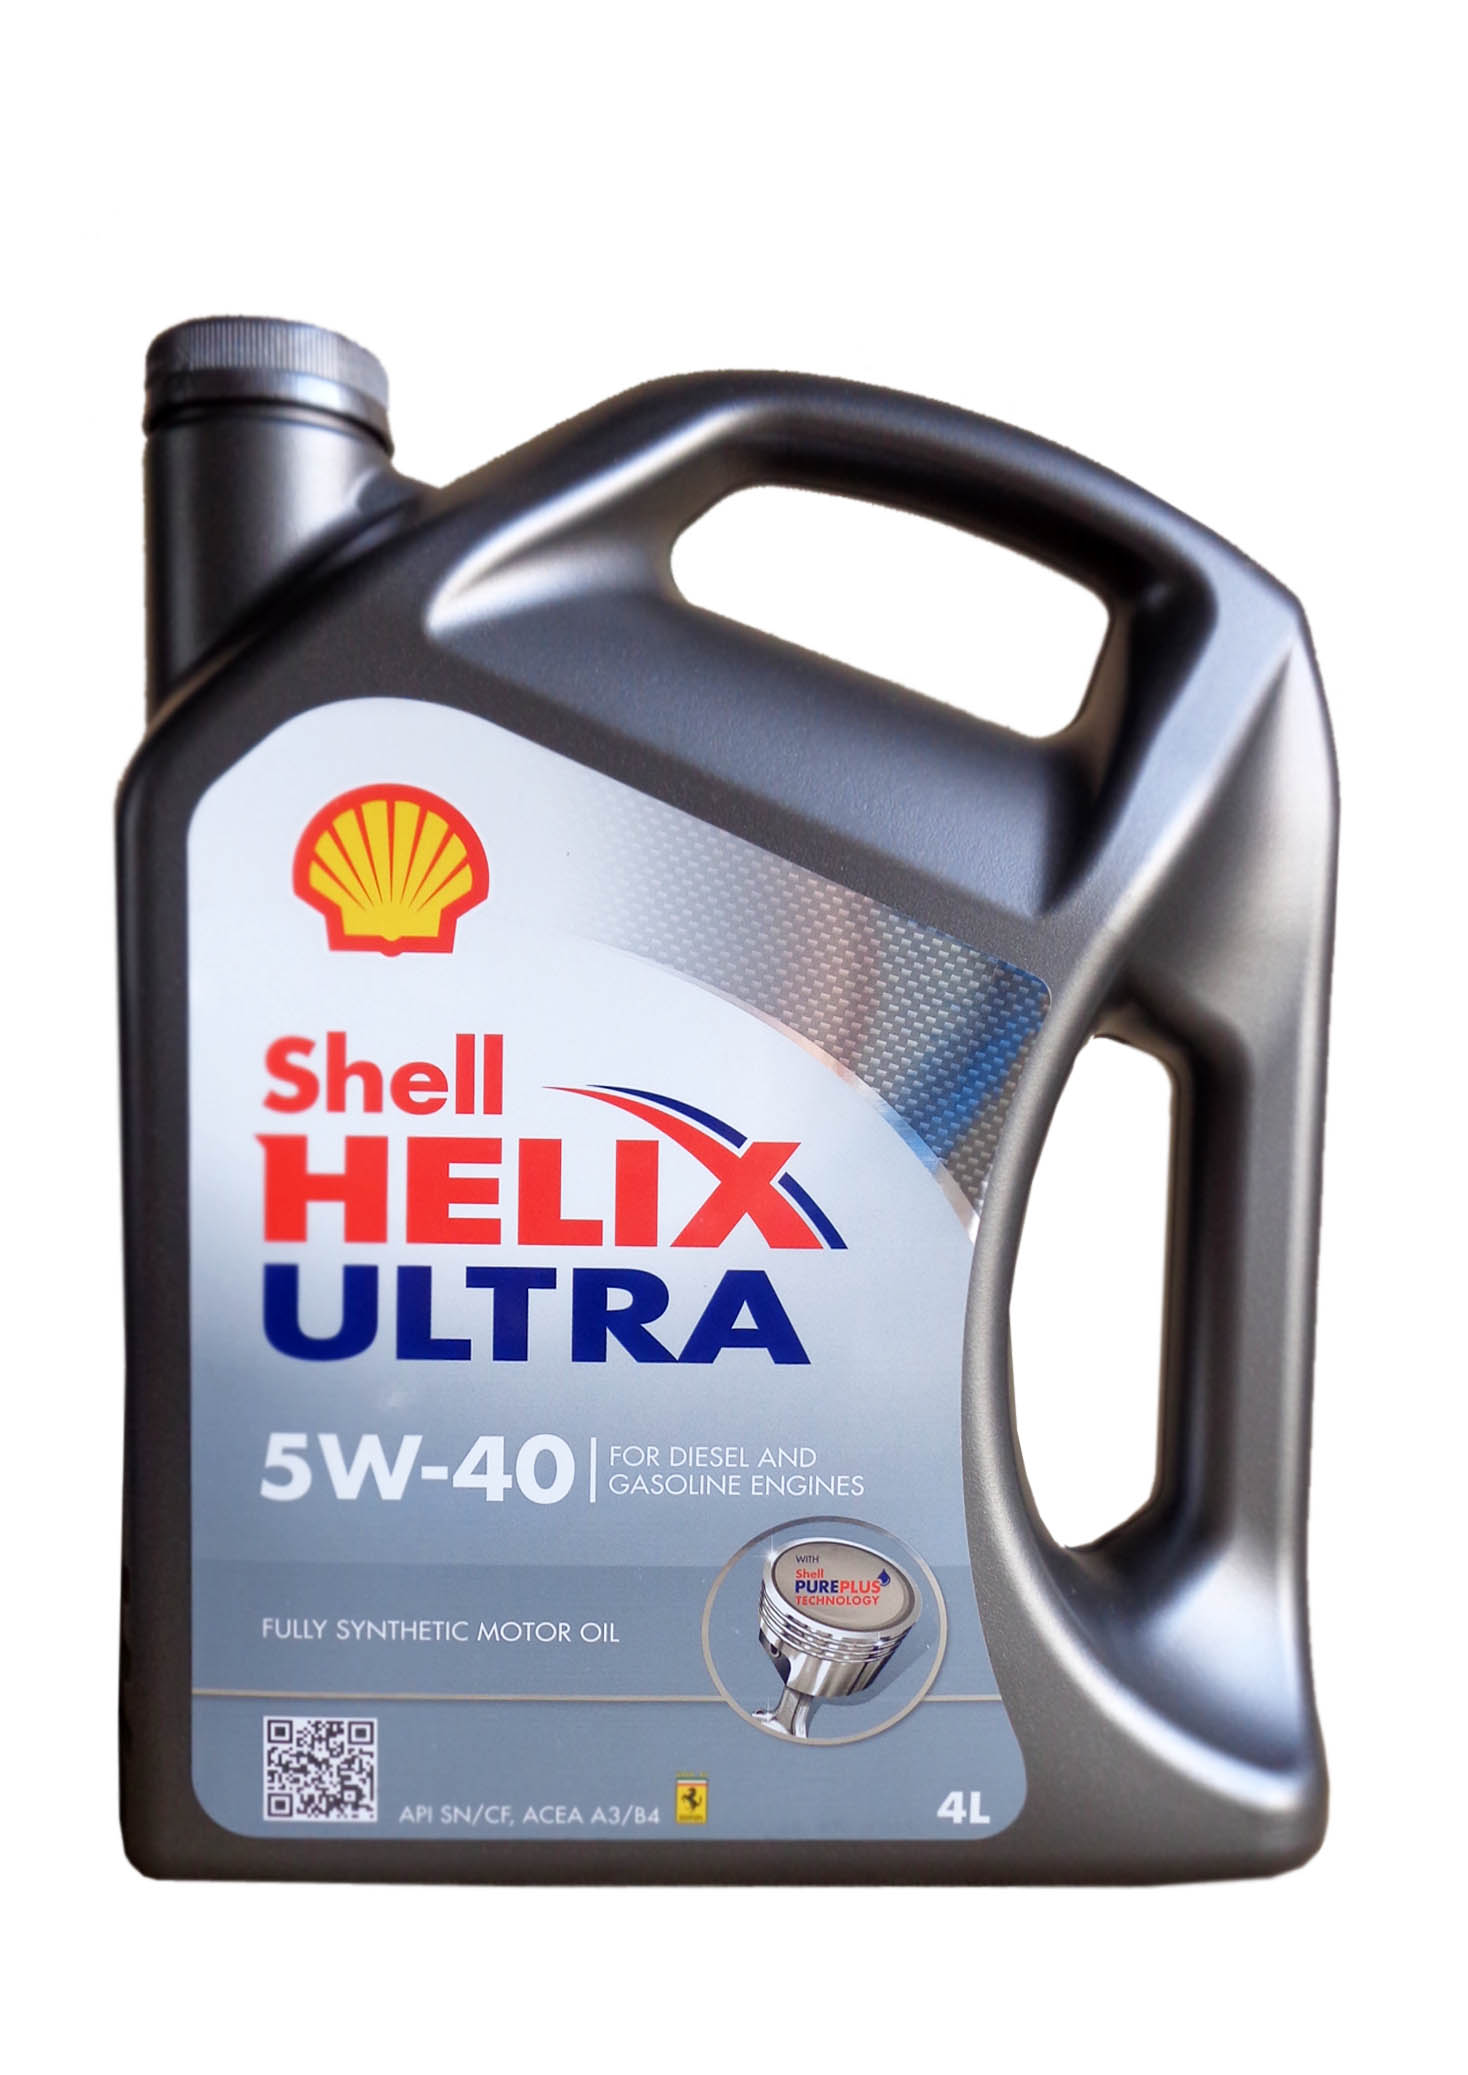 Shell
HELIX
ULTRA
5W-40
FOR DIESEL AND
GASOLINE ENGINES
WITH
Shell
PUREPLUS
TECHNOLOGY
FULLY SYNTHETIC MOTOR OIL
API SN/CF, ACEA A3/B4
4L